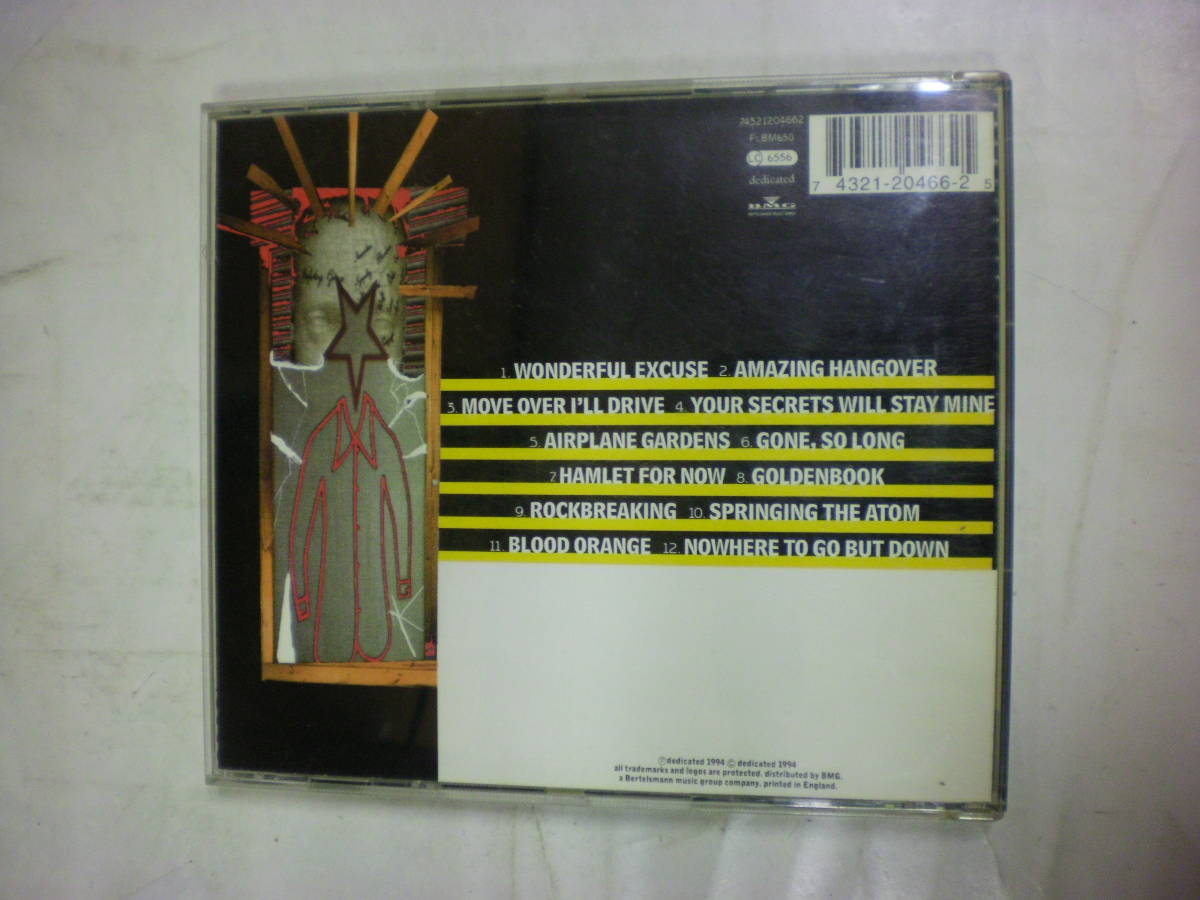 74321204662
F: BM650
LC 6556
dedicated
BMG
7 4321-20466-2 5
1. WONDERFUL EXCUSE 2. AMAZING HANGOVER
3. MOVE OVER I'LL DRIVE 4. YOUR SECRETS WILL STAY MINE
5. AIRPLANE GARDENS 6. GONE, SO LONG
7. HAMLET FOR NOW 8. GOLDENBOOK
9. ROCKBREAKING 10. SPRINGING THE ATOM
11. BLOOD ORANGE 12. NOWHERE TO GO BUT DOWN
℗ dedicated 1994 © dedicated 1994
all trademarks and logos are protected. distributed by BMG.
a Bertelsmann music group company. printed in England.